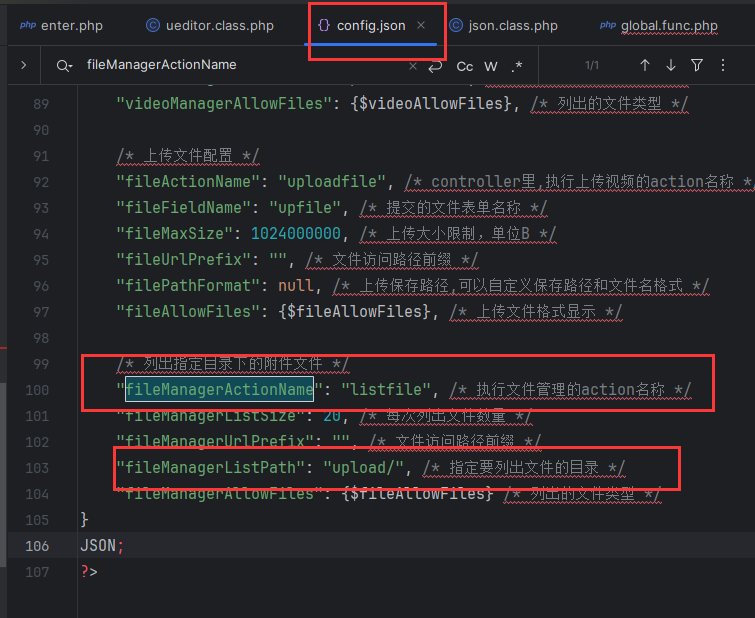 php enter.php
ueditor.class.php
{} config.json ×
json.class.php
php global.func.php
fileManagerActionName
× Cc W .* 1/1
89 "videoManagerAllowFiles": {$videoAllowFiles}, /* 列出的文件类型 */
90
91 /* 上传文件配置 */
92 "fileActionName": "uploadfile", /* controller里,执行上传视频的action名称 */
93 "fileFieldName": "upfile", /* 提交的文件表单名称 */
94 "fileMaxSize": 1024000000, /* 上传大小限制，单位B */
95 "fileUrlPrefix": "", /* 文件访问路径前缀 */
96 "filePathFormat": null, /* 上传保存路径,可以自定义保存路径和文件名格式 */
97 "fileAllowFiles": {$fileAllowFiles}, /* 上传文件格式显示 */
98
99 /* 列出指定目录下的附件文件 */
100 "fileManagerActionName": "listfile", /* 执行文件管理的action名称 */
101 "fileManagerListSize": 20, /* 每次列出文件数量 */
102 "fileManagerUrlPrefix": "", /* 文件访问路径前缀 */
103 "fileManagerListPath": "upload/", /* 指定要列出文件的目录 */
104 "fileManagerAllowFiles": {$fileAllowFiles} /* 列出的文件类型 */
105 }
106 JSON;
107 ?>